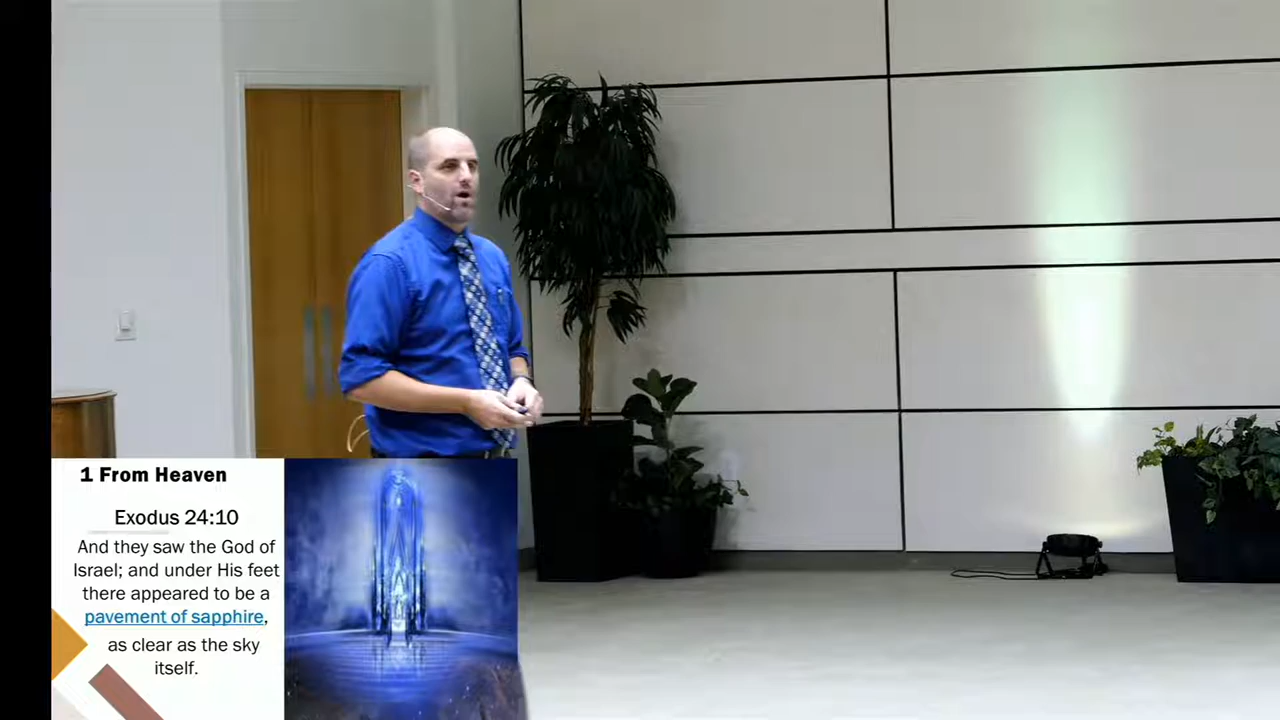 1 From Heaven
Exodus 24:10
And they saw the God of
Israel; and under His feet
there appeared to be a
pavement of sapphire,
as clear as the sky
itself.